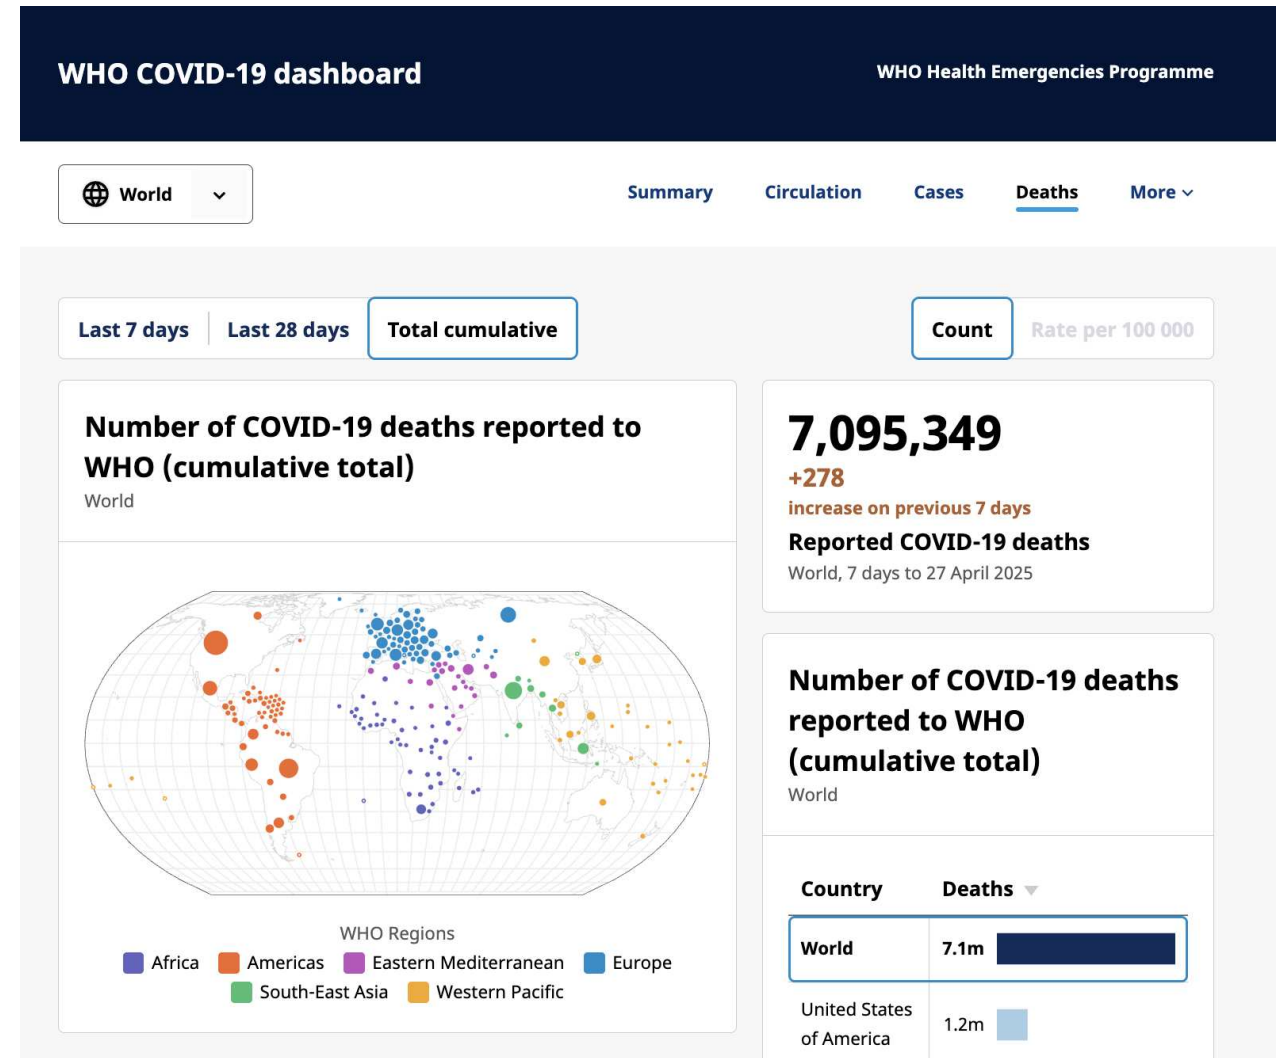 WHO COVID-19 dashboard
WHO Health Emergencies Programme
World
Summary
Circulation
Cases
Deaths
More
Last 7 days
Last 28 days
Total cumulative
Count
Rate per 100 000
Number of COVID-19 deaths reported to
WHO (cumulative total)
World
WHO Regions
Africa
Americas
Eastern Mediterranean
Europe
South-East Asia
Western Pacific
7,095,349
+278
increase on previous 7 days
Reported COVID-19 deaths
World, 7 days to 27 April 2025
Number of COVID-19 deaths
reported to WHO
(cumulative total)
World
Country Deaths
World 7.1m
United States
of America 1.2m